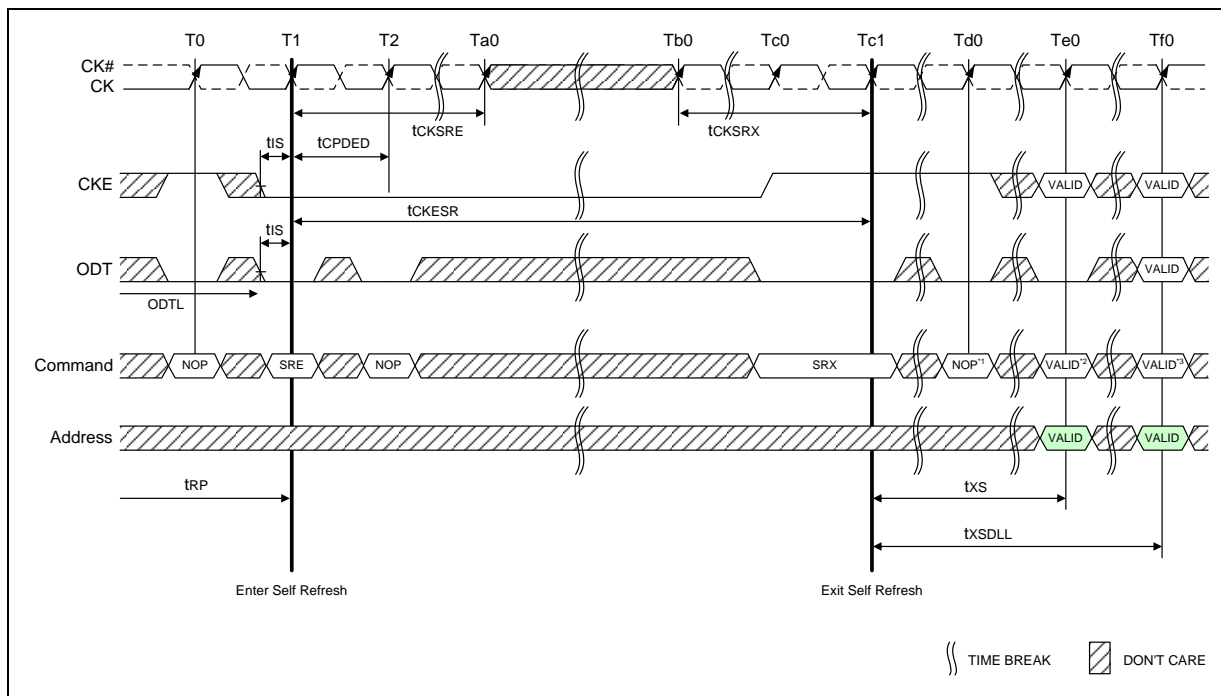 T0 T1 T2 Ta0 Tb0 Tc0 Tc1 Td0 Te0 Tf0
CK#
CK
tCKSRE tCKSRX
tIS tCPDED
CKE VALID VALID
tCKESR
tIS
ODT VALID
ODTL
Command NOP SRE NOP SRX NOP*1 VALID*2 VALID*3
Address VALID VALID
tRP tXS
tXSDLL
Enter Self Refresh Exit Self Refresh
TIME BREAK DON'T CARE